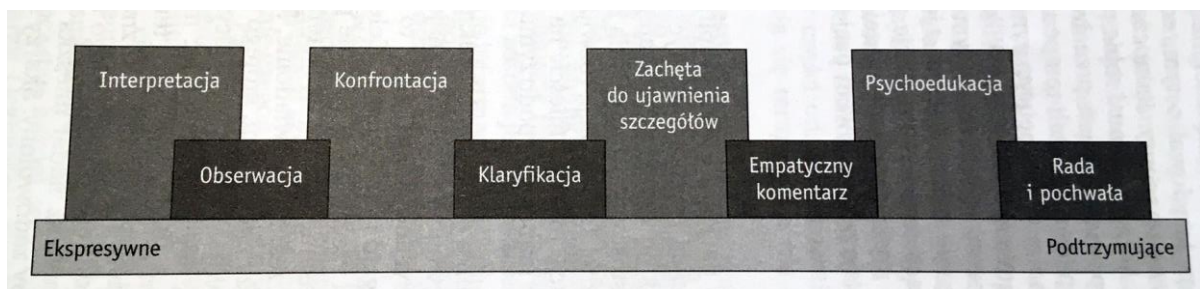 Interpretacja
Obserwacja
Konfrontacja
Klaryfikacja
Zachęta
do ujawnienia
szczegółów
Empatyczny
komentarz
Psychoedukacja
Rada
i pochwała
Ekspresywne
Podtrzymujące